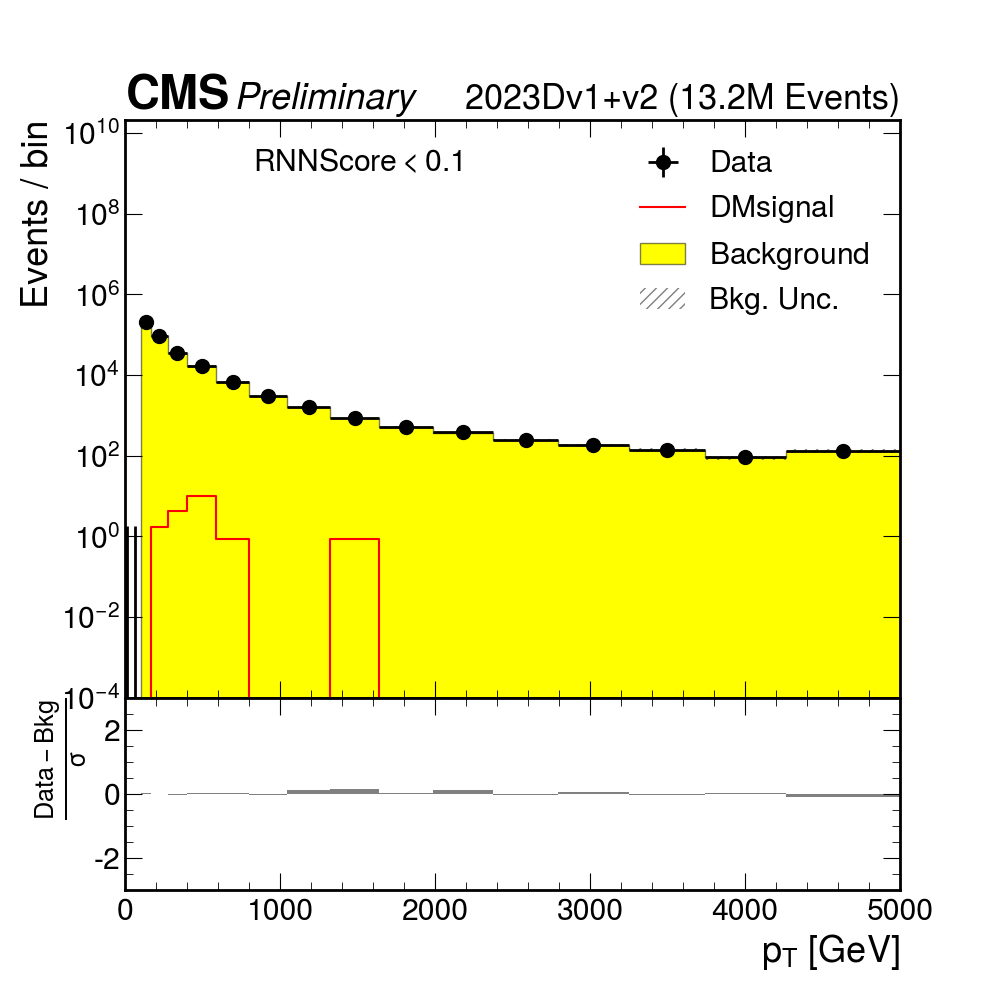 CMS Preliminary 2023Dv1+v2 (13.2M Events)
Events / bin
RNNScore < 0.1
Data
DMsignal
Background
Bkg. Unc.
10^10
10^8
10^6
10^4
10^2
10^0
10^−2
10^−4
Data − Bkg
σ
2
0
-2
0 1000 2000 3000 4000 5000
p_T [GeV]